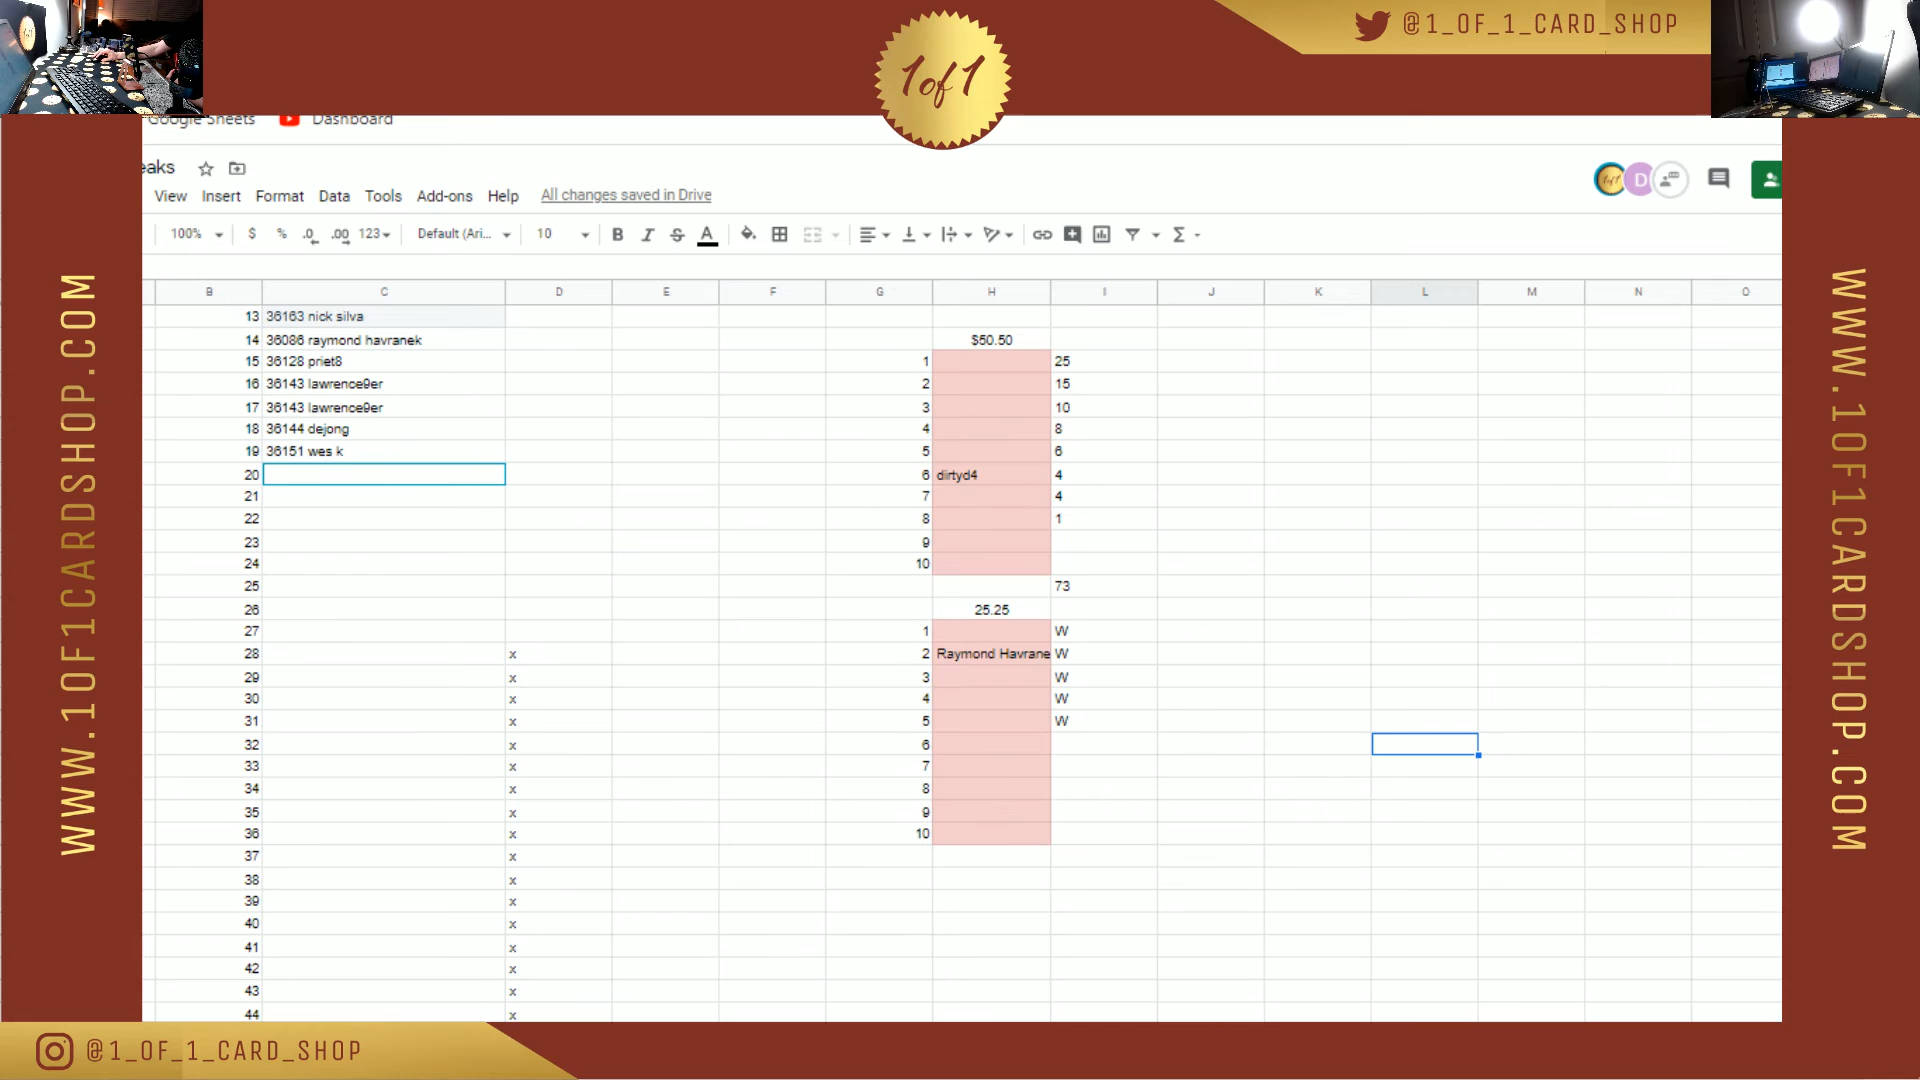 1of1
@1_OF_1_CARD_SHOP
Google Sheets Dashboard
eaks
View Insert Format Data Tools Add-ons Help All changes saved in Drive
D
100% $ % .0 .00 123 Default (Ari... 10 B I S A
B C D E F G H I J K L M N O
13 36163 nick silva
14 36086 raymond havranek $50.50
15 36128 priet8 1 25
16 36143 lawrence9er 2 15
17 36143 lawrence9er 3 10
18 36144 dejong 4 8
19 36151 wes k 5 6
20 6 dirtyd4 4
21 7 4
22 8 1
23 9
24 10
25 73
26 25.25
27 1 W
28 x 2 Raymond Havrane W
29 x 3 W
30 x 4 W
31 x 5 W
32 x 6
33 x 7
34 x 8
35 x 9
36 x 10
37 x
38 x
39 x
40 x
41 x
42 x
43 x
44 x
WWW.1OF1CARDSHOP.COM
WWW.1OF1CARDSHOP.COM
@1_OF_1_CARD_SHOP